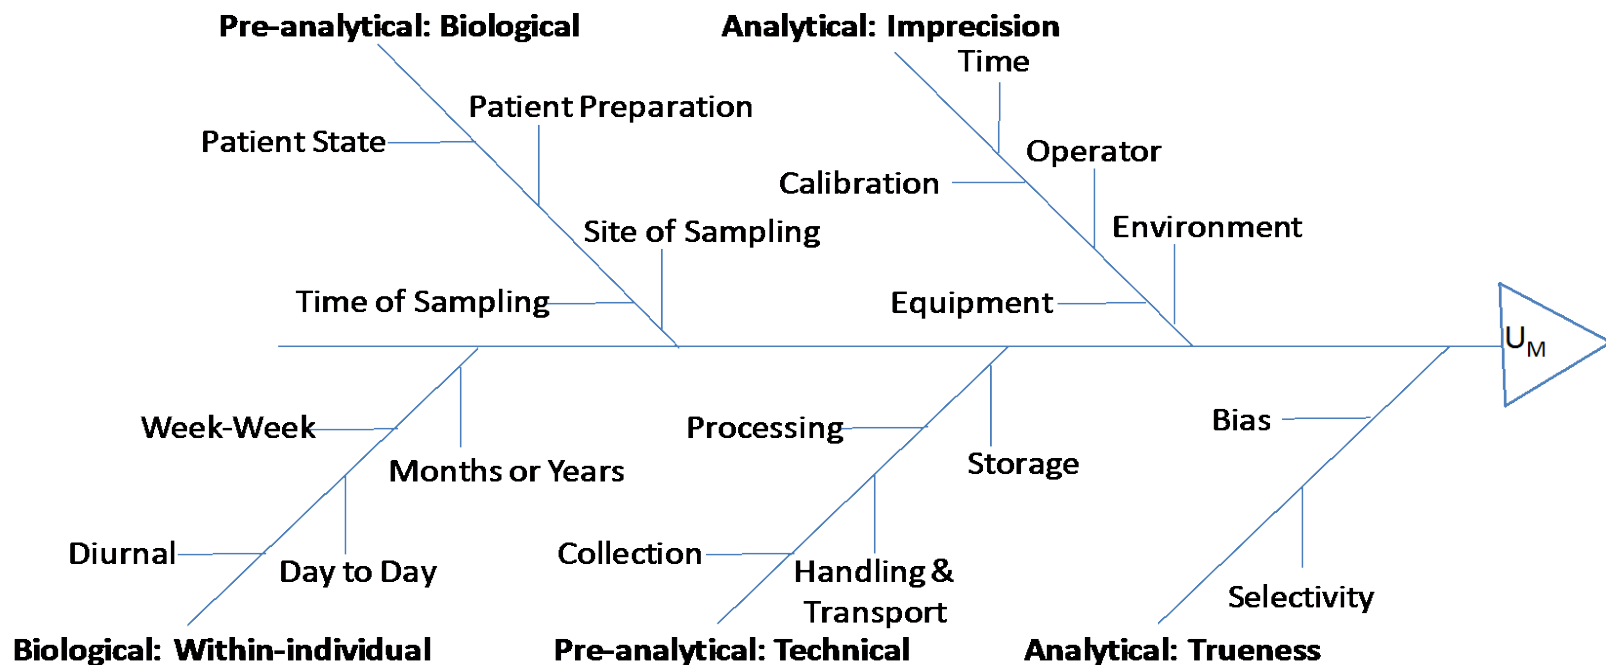 Pre-analytical: Biological
Analytical: Imprecision
Time
Patient Preparation
Patient State
Operator
Calibration
Site of Sampling
Environment
Time of Sampling
Equipment
U_M
Week-Week
Months or Years
Processing
Storage
Bias
Diurnal
Day to Day
Collection
Handling &
Transport
Selectivity
Biological: Within-individual
Pre-analytical: Technical
Analytical: Trueness